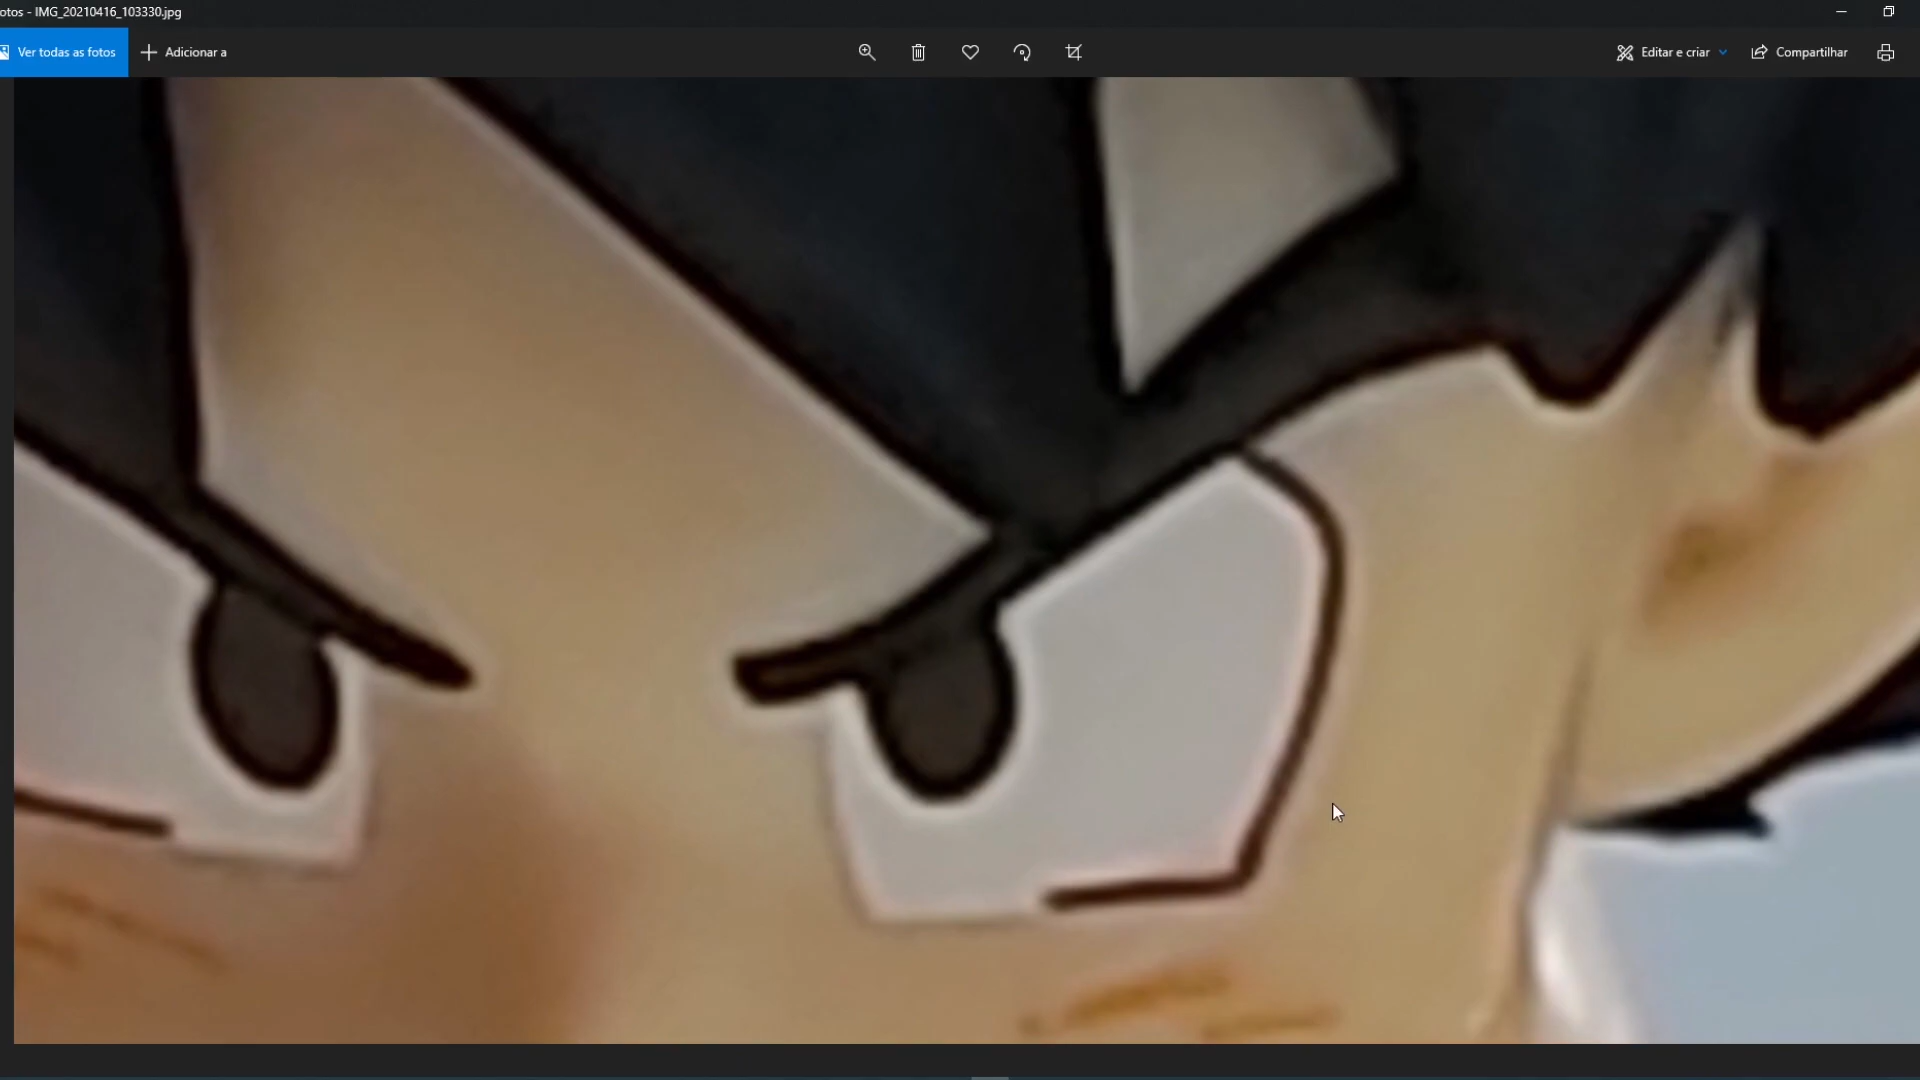 otos - IMG_20210416_103330.jpg
Ver todas as fotos
Adicionar a
Editar e criar
Compartilhar